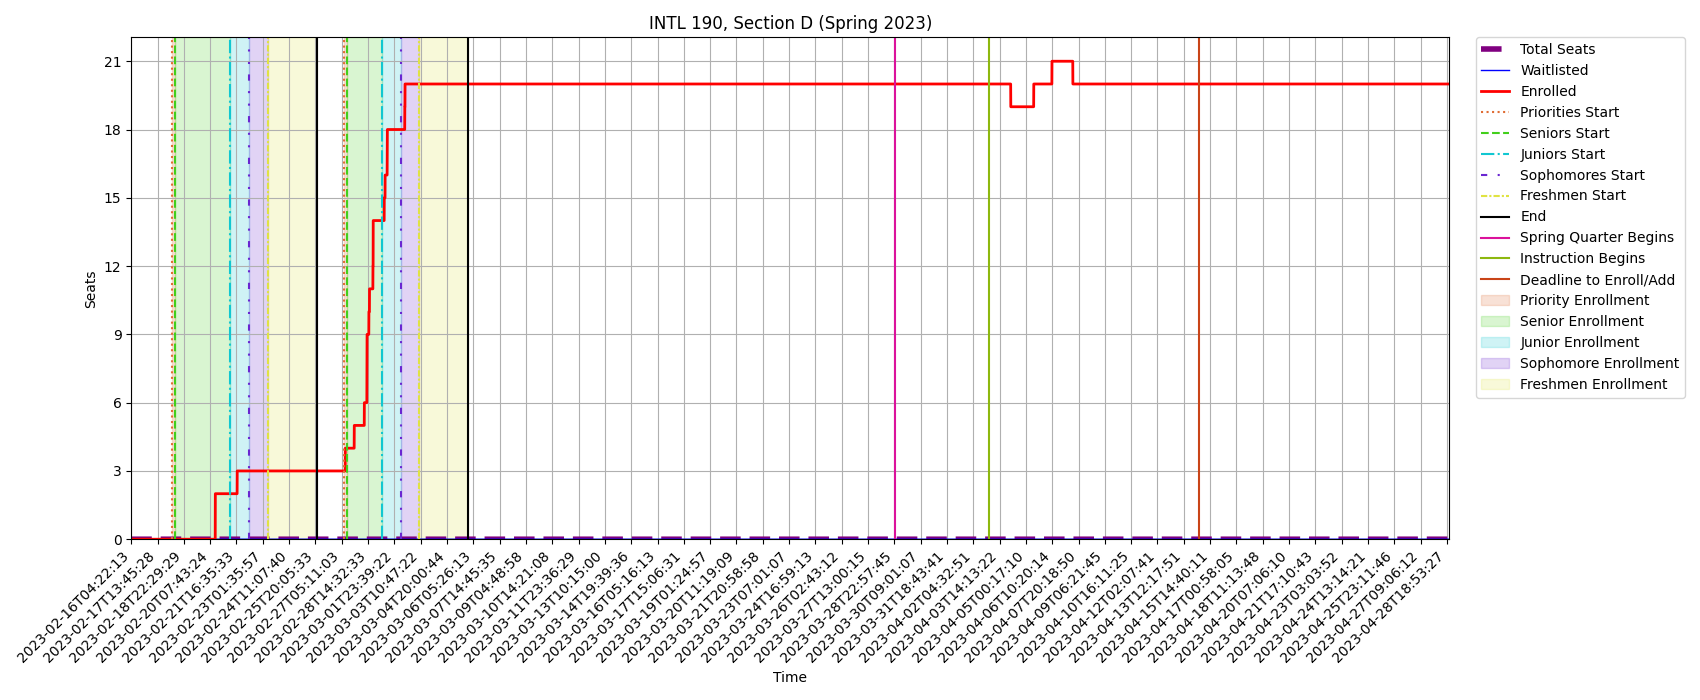 INTL 190, Section D (Spring 2023)
Seats
21
18
15
12
9
6
3
0
2023-02-16T04:22:13
2023-02-17T13:45:28
2023-02-18T22:29:29
2023-02-20T07:43:24
2023-02-21T16:35:33
2023-02-23T01:35:57
2023-02-24T11:07:40
2023-02-25T20:05:33
2023-02-27T05:11:03
2023-02-28T14:32:33
2023-03-01T23:39:22
2023-03-03T10:47:22
2023-03-04T20:00:44
2023-03-06T05:26:13
2023-03-07T14:45:35
2023-03-09T04:48:58
2023-03-10T14:21:08
2023-03-11T23:36:29
2023-03-13T10:15:00
2023-03-14T19:39:36
2023-03-16T05:16:13
2023-03-17T15:06:31
2023-03-19T01:24:57
2023-03-20T11:19:09
2023-03-21T20:58:58
2023-03-23T07:01:07
2023-03-24T16:59:13
2023-03-26T02:43:12
2023-03-27T13:00:15
2023-03-28T22:57:45
2023-03-30T09:01:07
2023-03-31T18:43:41
2023-04-02T04:32:51
2023-04-03T14:13:22
2023-04-05T00:17:10
2023-04-06T10:20:14
2023-04-07T20:18:50
2023-04-09T06:21:45
2023-04-10T16:11:25
2023-04-12T02:07:41
2023-04-13T12:17:51
2023-04-15T14:40:11
2023-04-17T00:58:05
2023-04-18T11:13:48
2023-04-20T07:06:10
2023-04-21T17:10:43
2023-04-23T03:03:52
2023-04-24T13:14:21
2023-04-25T23:11:46
2023-04-27T09:06:12
2023-04-28T18:53:27
Time
Total Seats
Waitlisted
Enrolled
Priorities Start
Seniors Start
Juniors Start
Sophomores Start
Freshmen Start
End
Spring Quarter Begins
Instruction Begins
Deadline to Enroll/Add
Priority Enrollment
Senior Enrollment
Junior Enrollment
Sophomore Enrollment
Freshmen Enrollment